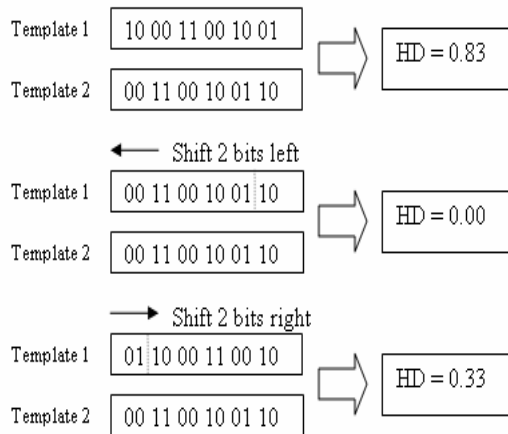 Template 1 10 00 11 00 10 01
HD = 0.83
Template 2 00 11 00 10 01 10
Shift 2 bits left
Template 1 00 11 00 10 01 10
HD = 0.00
Template 2 00 11 00 10 01 10
Shift 2 bits right
Template 1 01 10 00 11 00 10
HD = 0.33
Template 2 00 11 00 10 01 10